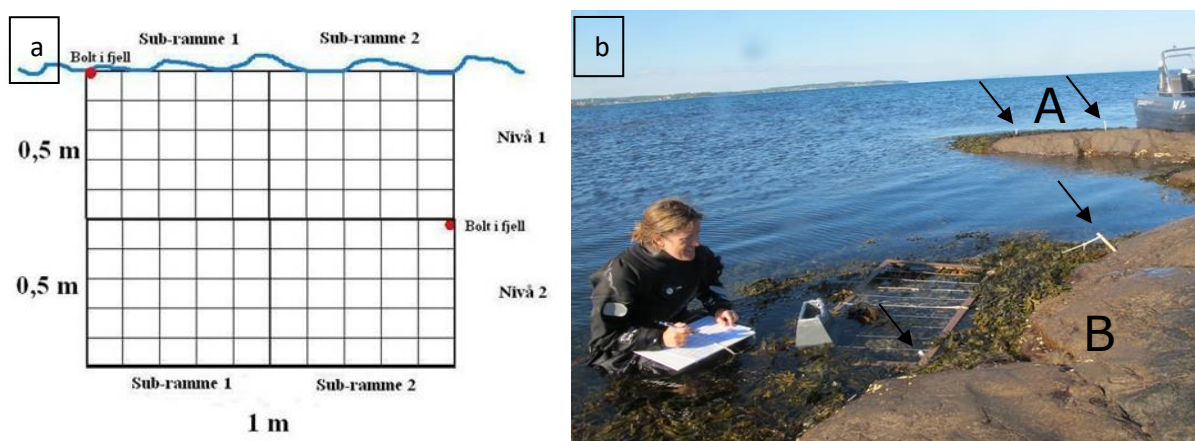 a
Sub-ramme 1
Sub-ramme 2
Bolt i fjell
0,5 m
Nivå 1
Bolt i fjell
0,5 m
Nivå 2
Sub-ramme 1
Sub-ramme 2
1 m
b
A
B